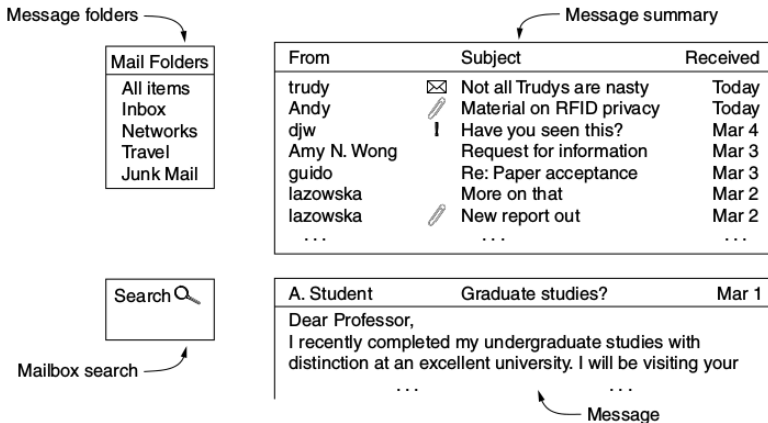 Message folders
Message summary
Mail Folders
All items
Inbox
Networks
Travel
Junk Mail
From Subject Received
trudy Not all Trudys are nasty Today
Andy Material on RFID privacy Today
djw ! Have you seen this? Mar 4
Amy N. Wong Request for information Mar 3
guido Re: Paper acceptance Mar 3
lazowska More on that Mar 2
lazowska New report out Mar 2
... ... ...
Search
Mailbox search
A. Student Graduate studies? Mar 1
Dear Professor,
I recently completed my undergraduate studies with
distinction at an excellent university. I will be visiting your
... ...
Message